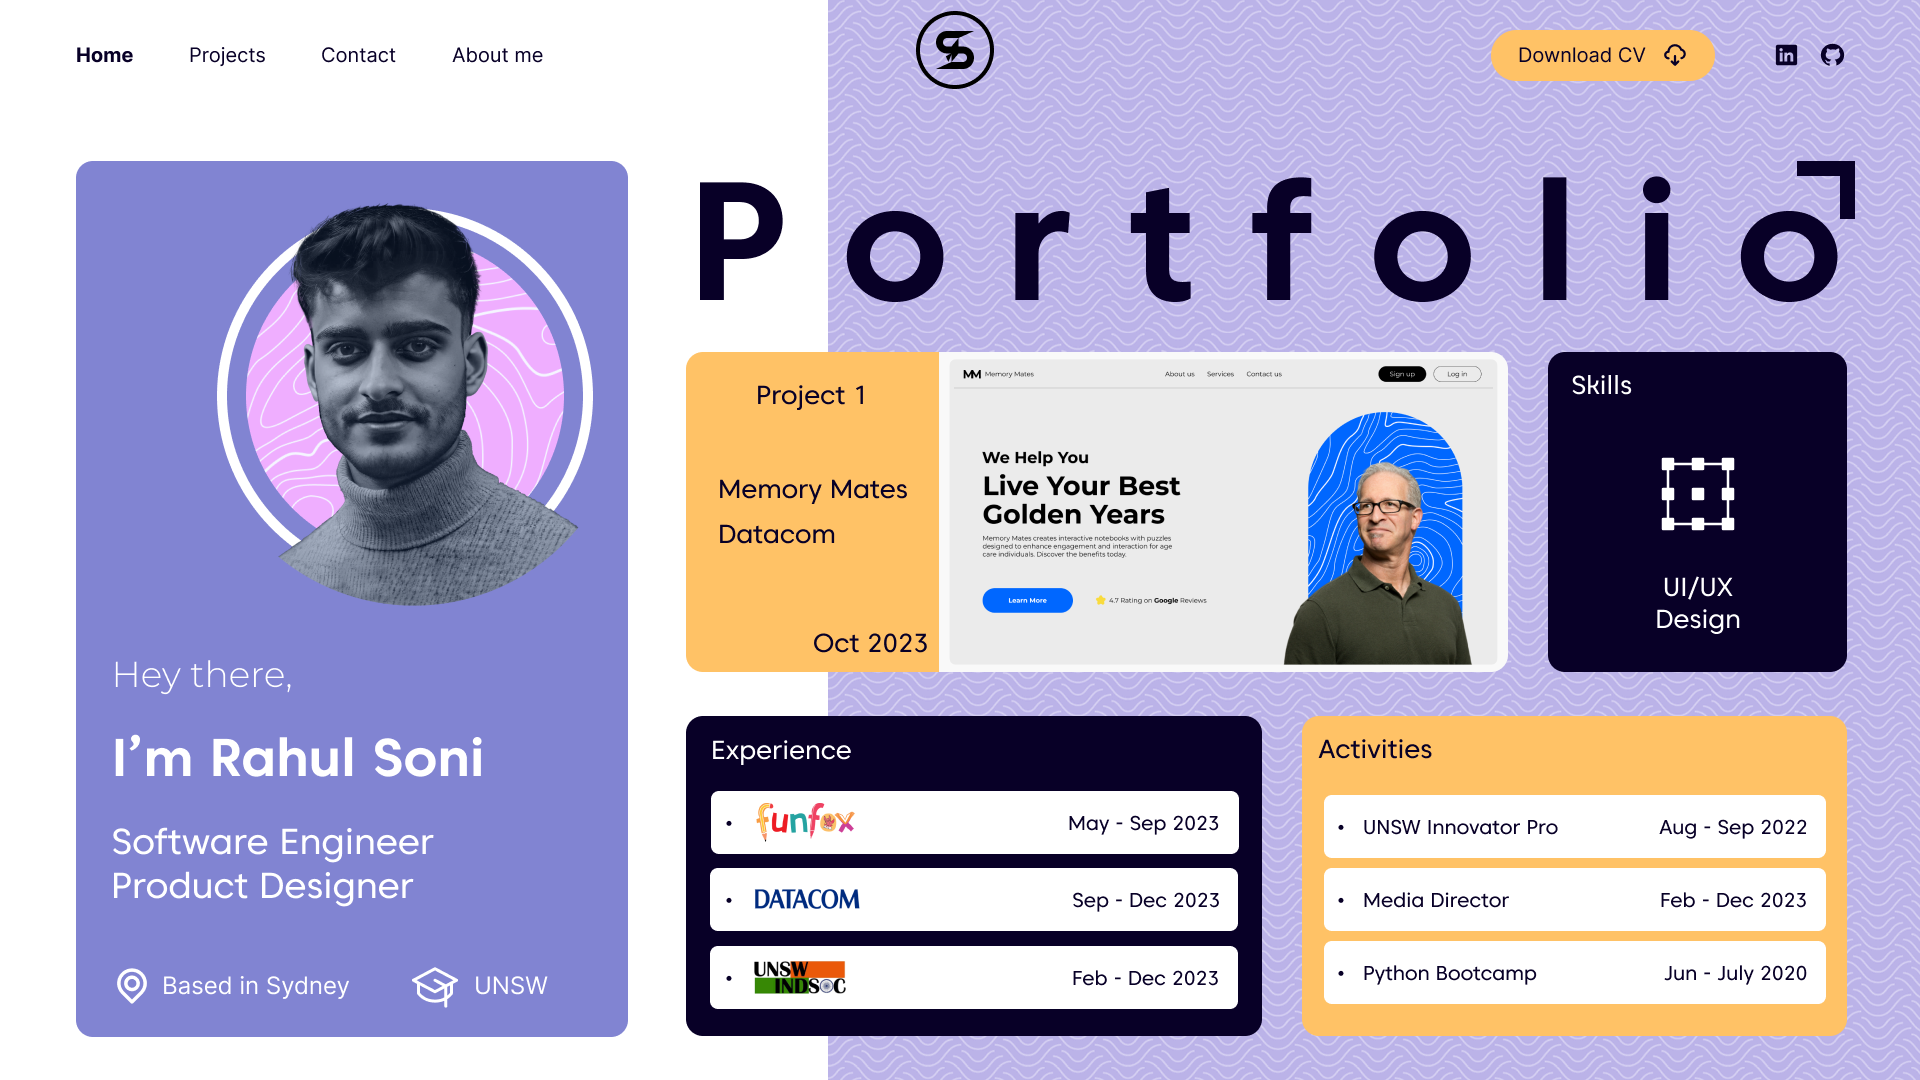 Home Projects Contact About me
Download CV
Portfolio
Hey there,
I'm Rahul Soni
Software Engineer
Product Designer
Based in Sydney
UNSW
Project 1
Memory Mates
Datacom
Oct 2023
MM Memory Mates
About us Services Contact us
Sign up Log in
We Help You
Live Your Best
Golden Years
Memory Mates creates interactive notebooks with puzzles
designed to enhance engagement and interaction for age
care individuals. Discover the benefits today.
Learn More
4.7 Rating on Google Reviews
Skills
UI/UX
Design
Experience
• funfox May - Sep 2023
• DATACOM Sep - Dec 2023
• UNSW
INDSOC Feb - Dec 2023
Activities
• UNSW Innovator Pro Aug - Sep 2022
• Media Director Feb - Dec 2023
• Python Bootcamp Jun - July 2020